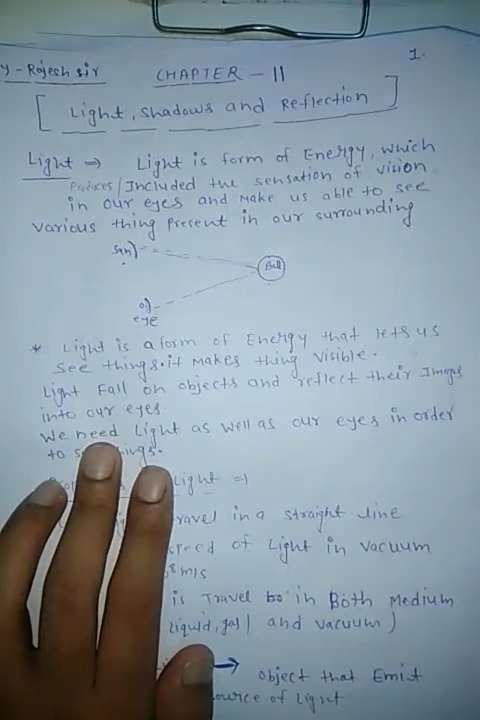 1.
y-Rojesh sir CHAPTER - 11
[ Light, Shadows and Reflection ]
Light ⇒ Light is form of Energy, which
/Included the sensation of vision
in our eyes and Make us able to see
various thing Present in our surrounding
Sun
Ball
eye
* Light is a form of Energy that lets us
see things. it Makes thing visible.
Light Fall on objects and reflect their Images
into our eyes
We need Light as well as our eyes in order
to
Light ⇒
travel in a straight line
speed of Light in vacuum
m/s
is Travel in Both Medium
Liquid, gas and vacuum)
→ object that Emit
source of Light